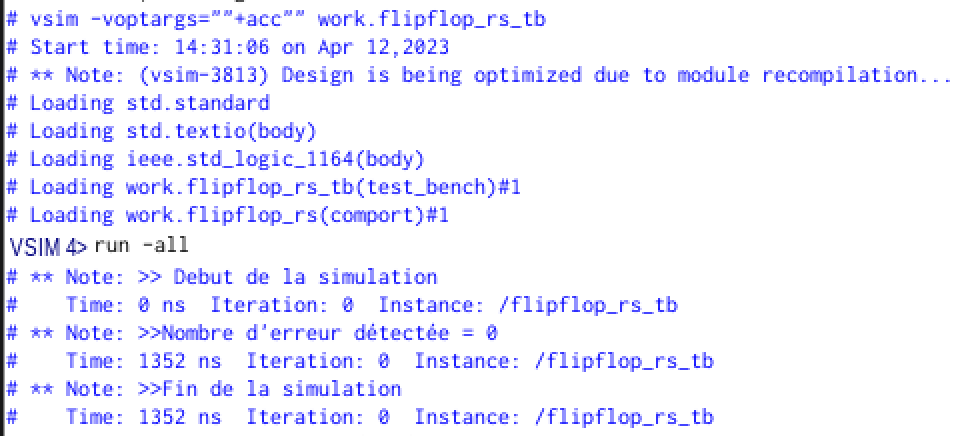 # vsim -voptargs=""+acc"" work.flipflop_rs_tb
# Start time: 14:31:06 on Apr 12,2023
# ** Note: (vsim-3813) Design is being optimized due to module recompilation...
# Loading std.standard
# Loading std.textio(body)
# Loading ieee.std_logic_1164(body)
# Loading work.flipflop_rs_tb(test_bench)#1
# Loading work.flipflop_rs(comport)#1
VSIM 4> run -all
# ** Note: >> Debut de la simulation
#    Time: 0 ns  Iteration: 0  Instance: /flipflop_rs_tb
# ** Note: >>Nombre d'erreur détectée = 0
#    Time: 1352 ns  Iteration: 0  Instance: /flipflop_rs_tb
# ** Note: >>Fin de la simulation
#    Time: 1352 ns  Iteration: 0  Instance: /flipflop_rs_tb